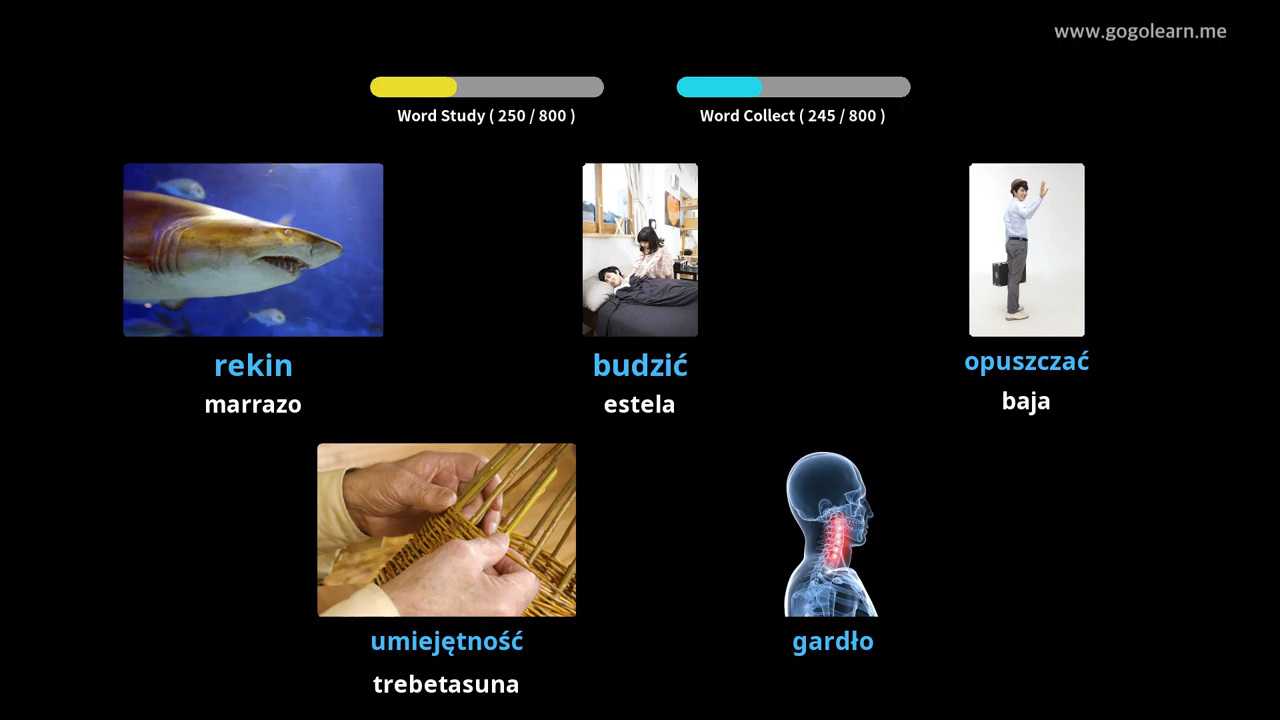 www.gogolearn.me
Word Study ( 250 / 800 )
Word Collect ( 245 / 800 )
rekin
marrazo
budzić
estela
opuszczać
baja
umiejętność
trebetasuna
gardło